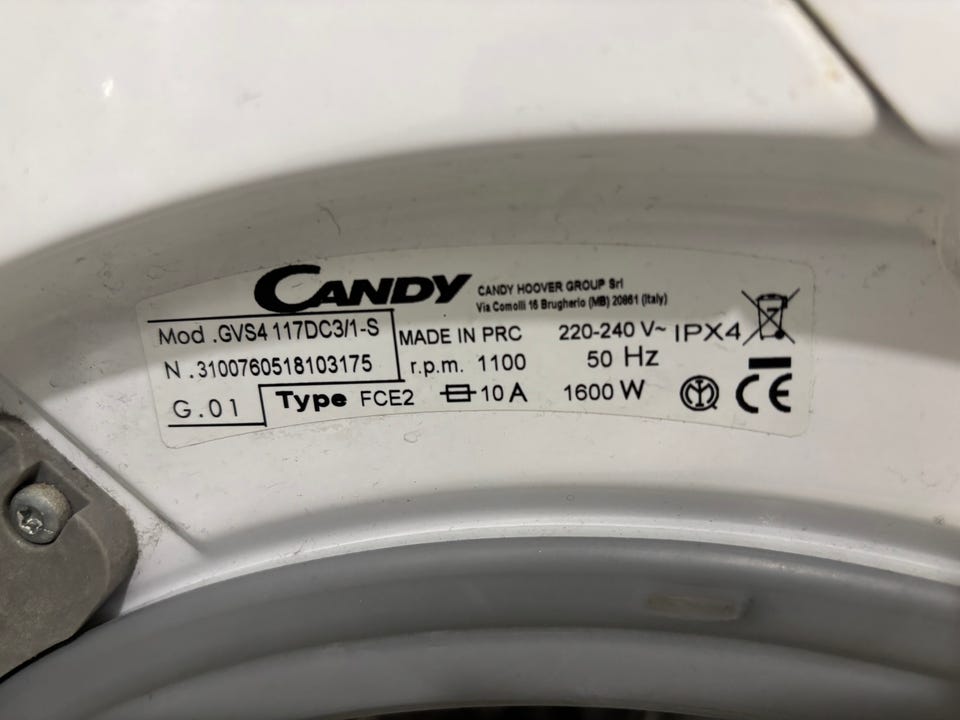 CANDY
CANDY HOOVER GROUP Srl
Via Comolli 16 Brugherio (MB) 20861 (Italy)
Mod .GVS4 117DC3/1-S
N .3100760518103175
G.01
MADE IN PRC
r.p.m. 1100
Type FCE2
10 A
220-240 V~
50 Hz
1600 W
IPX4
CE